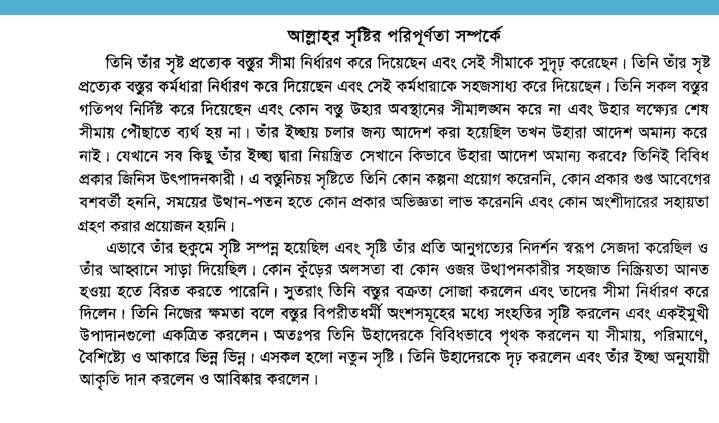 আল্লাহ্‌র সৃষ্টির পরিপূর্ণতা সম্পর্কে
তিনি তাঁর সৃষ্ট প্রত্যেক বস্তুর সীমা নির্ধারণ করে দিয়েছেন এবং সেই সীমাকে সুদৃঢ় করেছেন। তিনি তাঁর সৃষ্ট
প্রত্যেক বস্তুর কর্মধারা নির্ধারণ করে দিয়েছেন এবং সেই কর্মধারাকে সহজসাধ্য করে দিয়েছেন। তিনি সকল বস্তুর
গতিপথ নির্দিষ্ট করে দিয়েছেন এবং কোন বস্তু উহার অবস্থানের সীমালঙ্ঘন করে না এবং উহার লক্ষ্যের শেষ
সীমায় পৌঁছাতে ব্যর্থ হয় না। তাঁর ইচ্ছায় চলার জন্য আদেশ করা হয়েছিল তখন উহারা আদেশ অমান্য করে
নাই। যেখানে সব কিছু তাঁর ইচ্ছা দ্বারা নিয়ন্ত্রিত সেখানে কিভাবে উহারা আদেশ অমান্য করবে? তিনিই বিবিধ
প্রকার জিনিস উৎপাদনকারী। এ বস্তুনিচয় সৃষ্টিতে তিনি কোন কল্পনা প্রয়োগ করেননি, কোন প্রকার গুপ্ত আবেগের
বশবর্তী হননি, সময়ের উত্থান-পতন হতে কোন প্রকার অভিজ্ঞতা লাভ করেননি এবং কোন অংশীদারের সহায়তা
গ্রহণ করার প্রয়োজন হয়নি।
এভাবে তাঁর হুকুমে সৃষ্টি সম্পন্ন হয়েছিল এবং সৃষ্টি তাঁর প্রতি আনুগত্যের নিদর্শন স্বরূপ সেজদা করেছিল ও
তাঁর আহ্বানে সাড়া দিয়েছিল। কোন কুঁড়ের অলসতা বা কোন ওজর উত্থাপনকারীর সহজাত নিষ্ক্রিয়তা আনত
হওয়া হতে বিরত করতে পারেনি। সুতরাং তিনি বস্তুর বক্রতা সোজা করলেন এবং তাদের সীমা নির্ধারণ করে
দিলেন। তিনি নিজের ক্ষমতা বলে বস্তুর বিপরীতধর্মী অংশসমূহের মধ্যে সংহতির সৃষ্টি করলেন এবং একইমুখী
উপাদানগুলো একত্রিত করলেন। অতঃপর তিনি উহাদেরকে বিবিধভাবে পৃথক করলেন যা সীমায়, পরিমাণে,
বৈশিষ্ট্যে ও আকারে ভিন্ন ভিন্ন। এসকল হলো নতুন সৃষ্টি। তিনি উহাদেরকে দৃঢ় করলেন এবং তাঁর ইচ্ছা অনুযায়ী
আকৃতি দান করলেন ও আবিষ্কার করলেন।